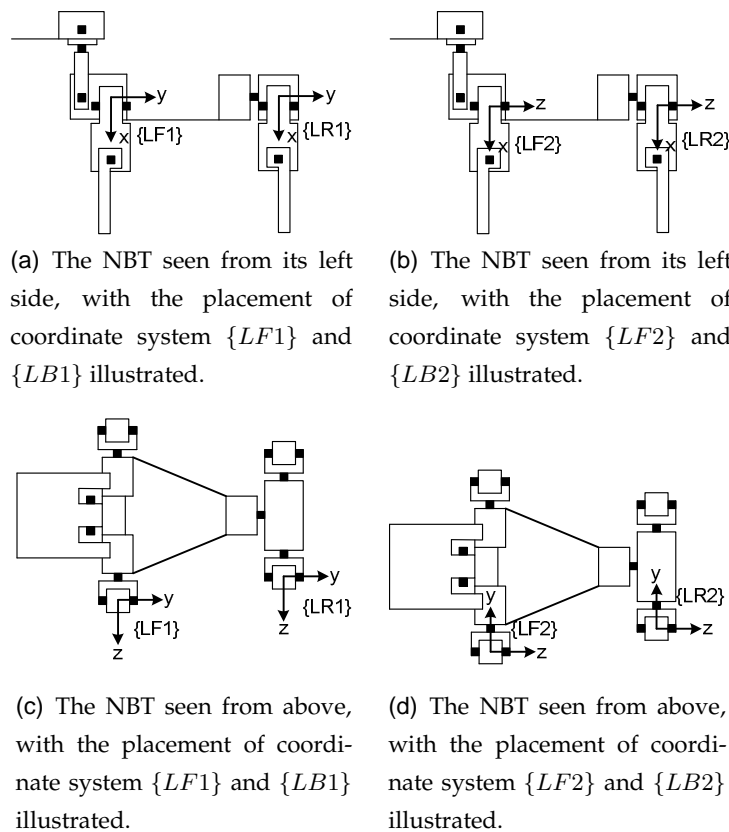 y
y
x
{LF1}
x
{LR1}
z
z
x
{LF2}
x
{LR2}
(a) The NBT seen from its left
side, with the placement of
coordinate system {LF1} and
{LB1} illustrated.
(b) The NBT seen from its left
side, with the placement of
coordinate system {LF2} and
{LB2} illustrated.
y
z
{LF1}
y
z
{LR1}
y
{LF2}
z
y
{LR2}
z
(c) The NBT seen from above,
with the placement of coordi-
nate system {LF1} and {LB1}
illustrated.
(d) The NBT seen from above,
with the placement of coordi-
nate system {LF2} and {LB2}
illustrated.